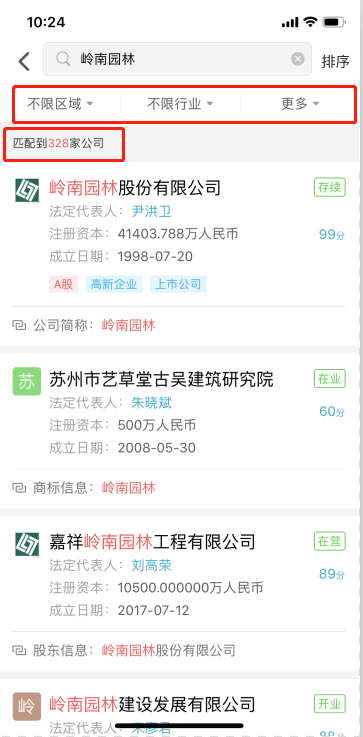 10:24
岭南园林
排序
不限区域
不限行业
更多
匹配到328家公司
岭南园林股份有限公司
存续
法定代表人：尹洪卫
注册资本：41403.788万人民币
99分
成立日期：1998-07-20
A股 高新企业 上市公司
公司简称：岭南园林
苏
苏州市艺草堂古吴建筑研究院
在业
法定代表人：朱晓斌
注册资本：500万人民币
60分
成立日期：2008-05-30
商标信息：岭南园林
嘉祥岭南园林工程有限公司
在营
法定代表人：刘高荣
注册资本：10500.000000万人民币
89分
成立日期：2017-07-12
股东信息：岭南园林股份有限公司
岭
岭南园林建设发展有限公司
开业
法定代表人：